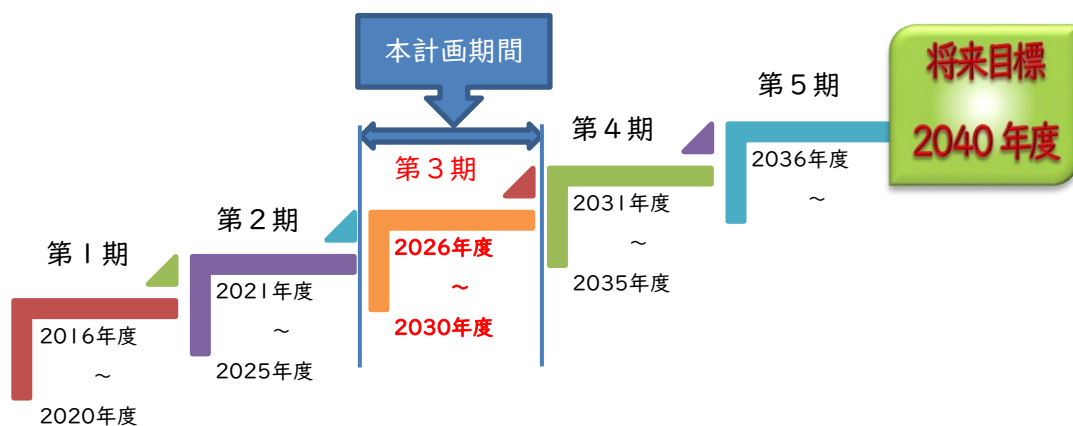 本計画期間
第1期
2016年度
~
2020年度
第2期
2021年度
~
2025年度
第3期
2026年度
~
2030年度
第4期
2031年度
~
2035年度
第5期
2036年度
~
将来目標
2040年度